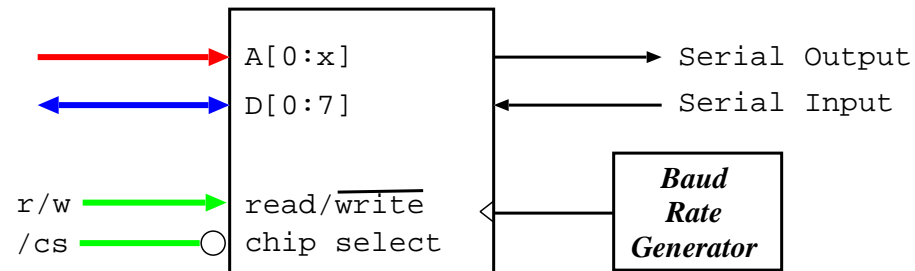 A[0:x]
Serial Output
D[0:7]
Serial Input
r/w
read/write
/cs
chip select
Baud
Rate
Generator